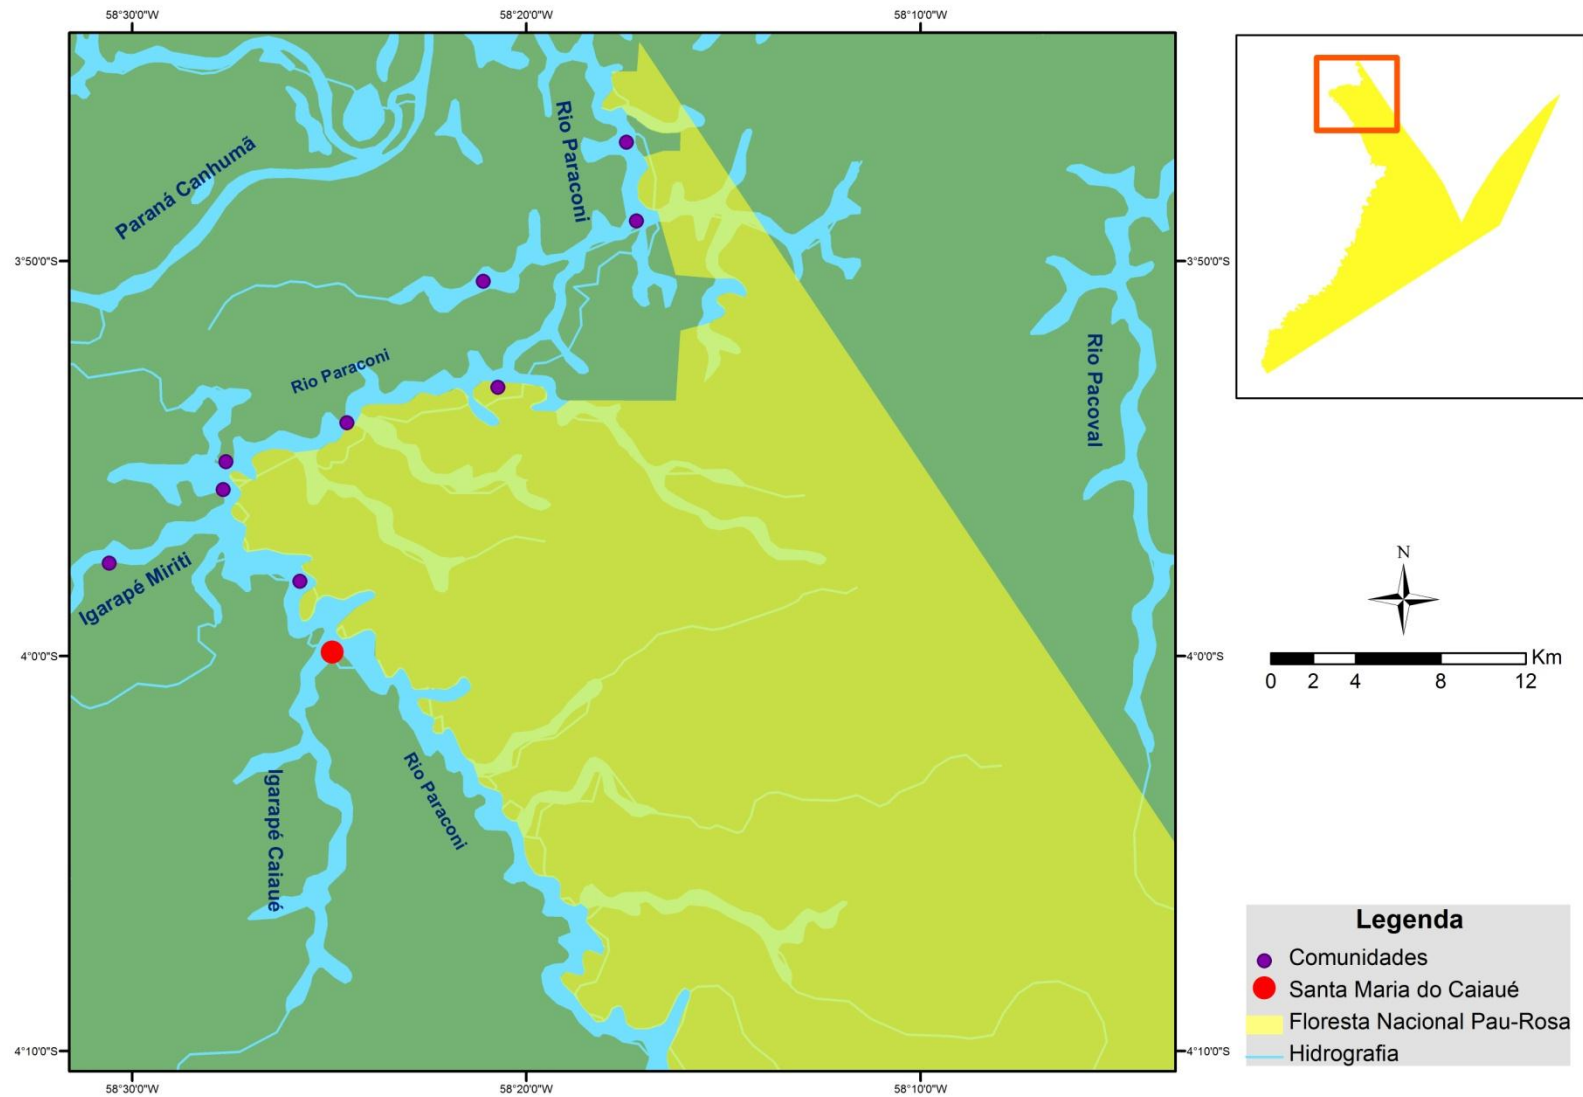 58°30'0"W
58°20'0"W
58°10'0"W
Rio Paraconi
Paraná Canhumã
3°50'0"S
3°50'0"S
Rio Paraconi
Rio Pacoval
Igarapé Miriti
N
4°0'0"S
4°0'0"S
Km
0 2 4 8 12
Rio Paraconi
Igarapé Caiaué
Legenda
Comunidades
Santa Maria do Caiaué
Floresta Nacional Pau-Rosa
Hidrografia
4°10'0"S
4°10'0"S
58°30'0"W
58°20'0"W
58°10'0"W